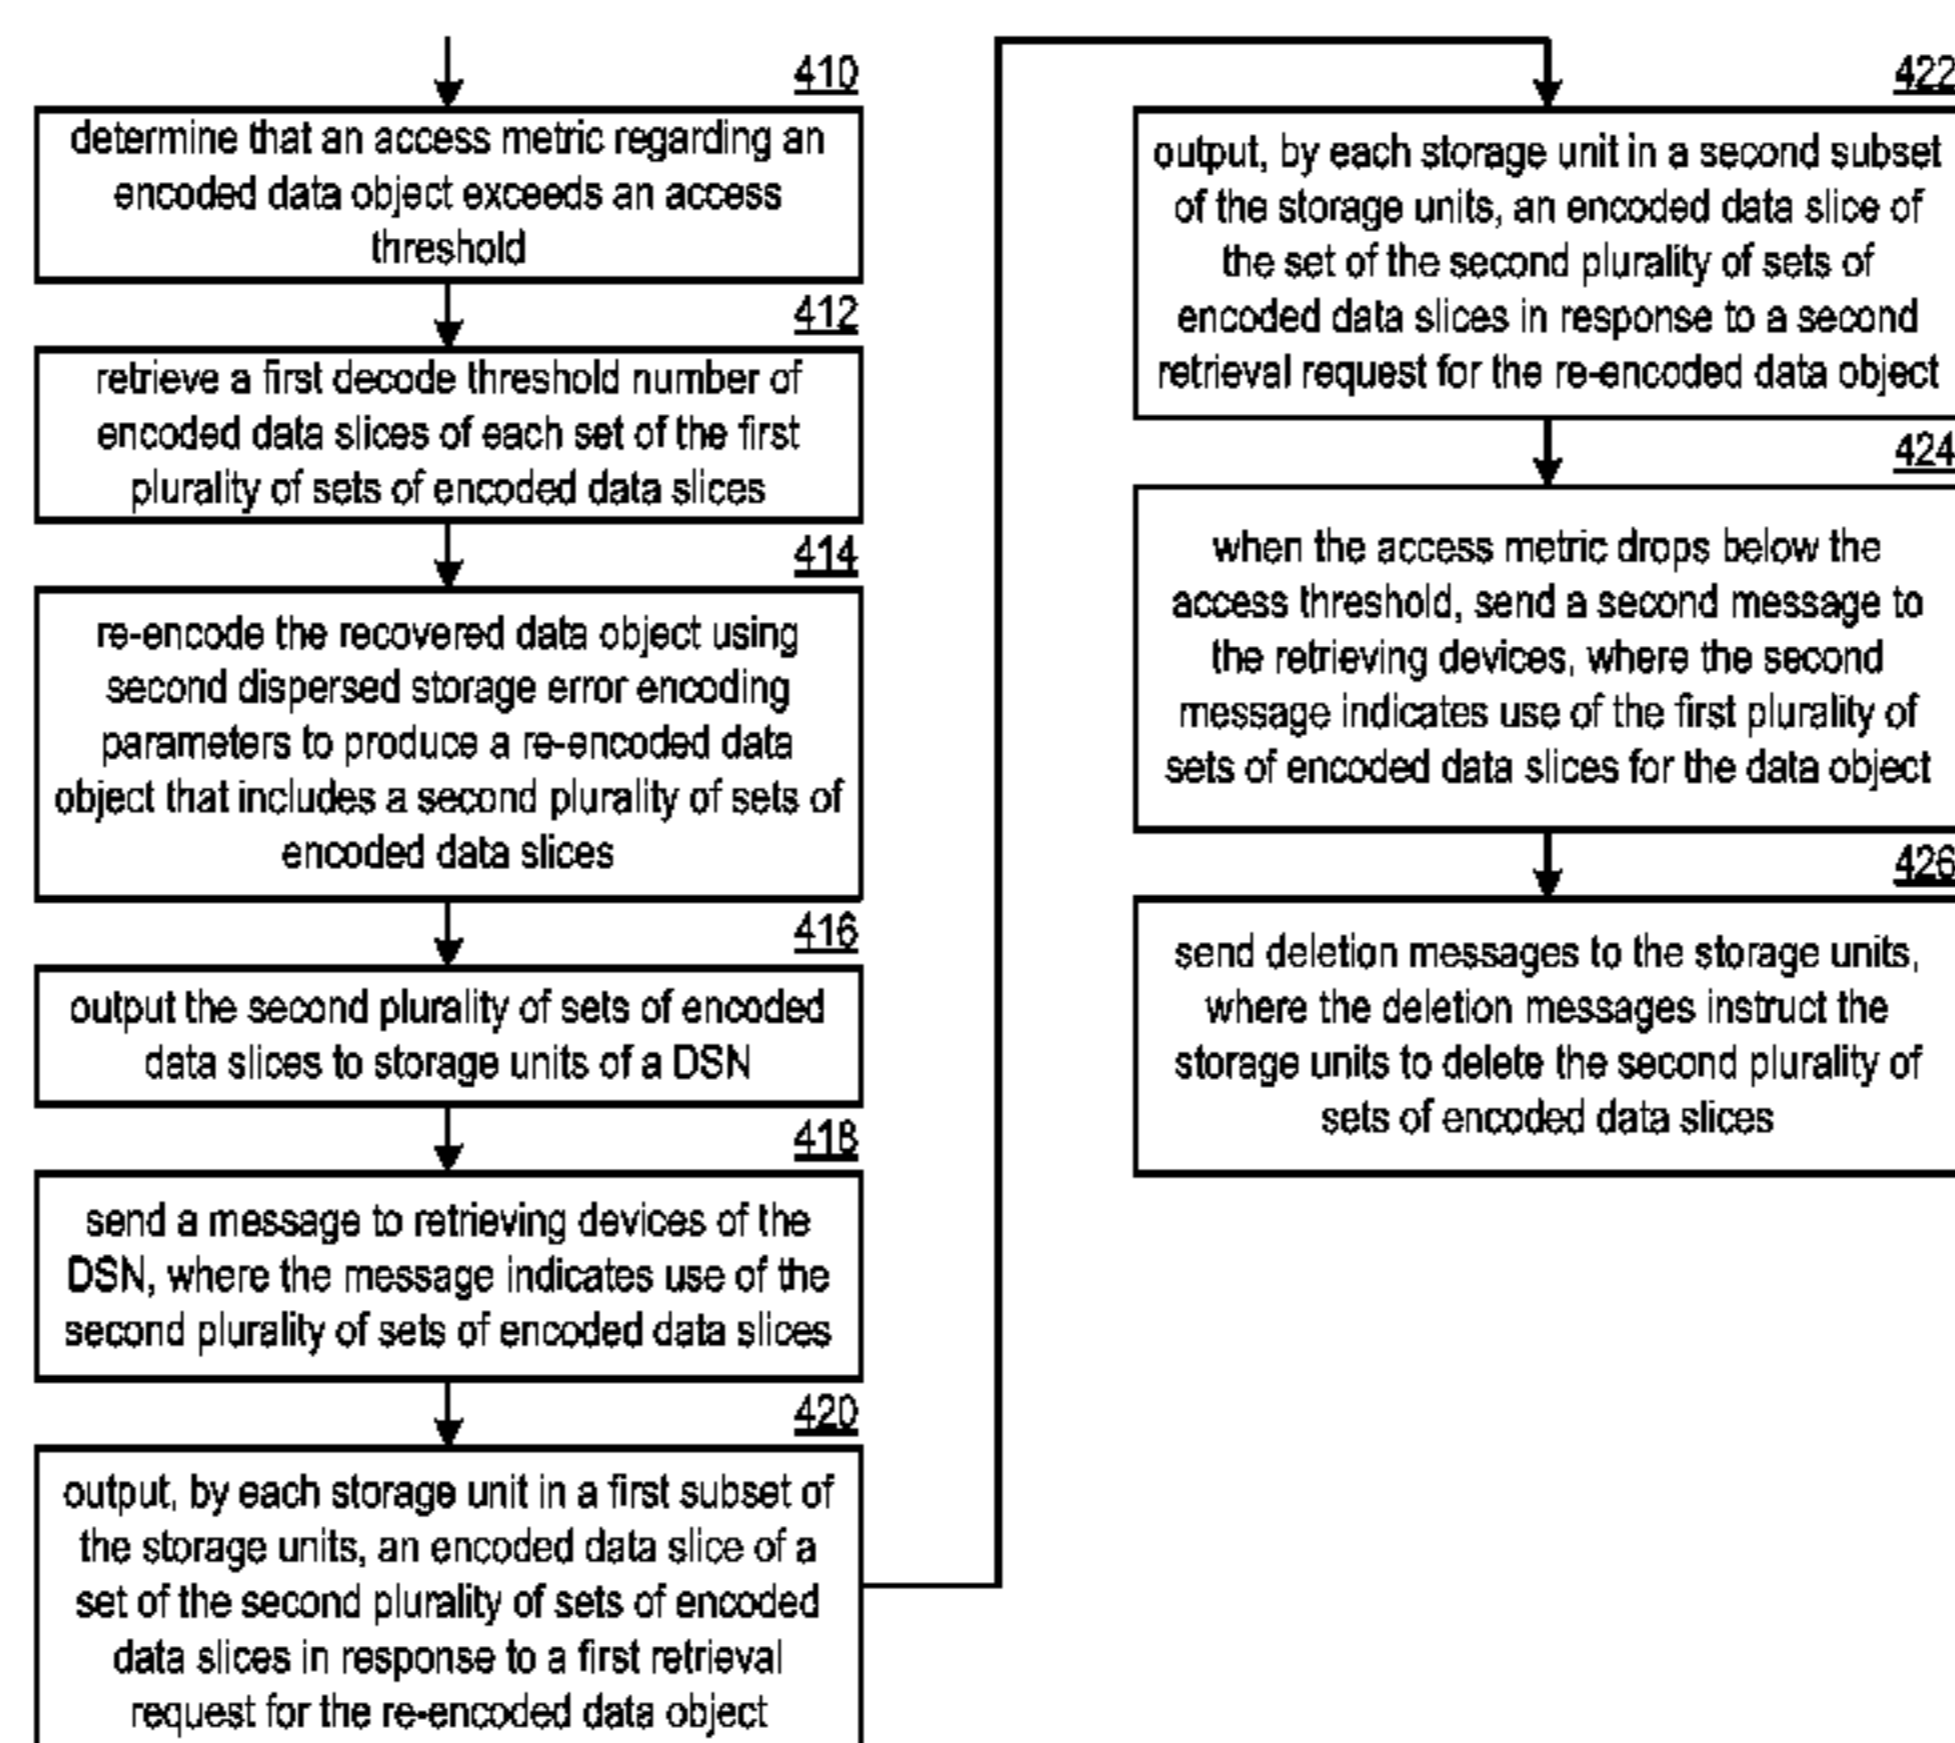 410
determine that an access metric regarding an
encoded data object exceeds an access
threshold
412
retrieve a first decode threshold number of
encoded data slices of each set of the first
plurality of sets of encoded data slices
414
re-encode the recovered data object using
second dispersed storage error encoding
parameters to produce a re-encoded data
object that includes a second plurality of sets of
encoded data slices
416
output the second plurality of sets of encoded
data slices to storage units of a DSN
418
send a message to retrieving devices of the
DSN, where the message indicates use of the
second plurality of sets of encoded data slices
420
output, by each storage unit in a first subset of
the storage units, an encoded data slice of a
set of the second plurality of sets of encoded
data slices in response to a first retrieval
request for the re-encoded data object
422
output, by each storage unit in a second subset
of the storage units, an encoded data slice of
the set of the second plurality of sets of
encoded data slices in response to a second
retrieval request for the re-encoded data object
424
when the access metric drops below the
access threshold, send a second message to
the retrieving devices, where the second
message indicates use of the first plurality of
sets of encoded data slices for the data object
426
send deletion messages to the storage units,
where the deletion messages instruct the
storage units to delete the second plurality of
sets of encoded data slices